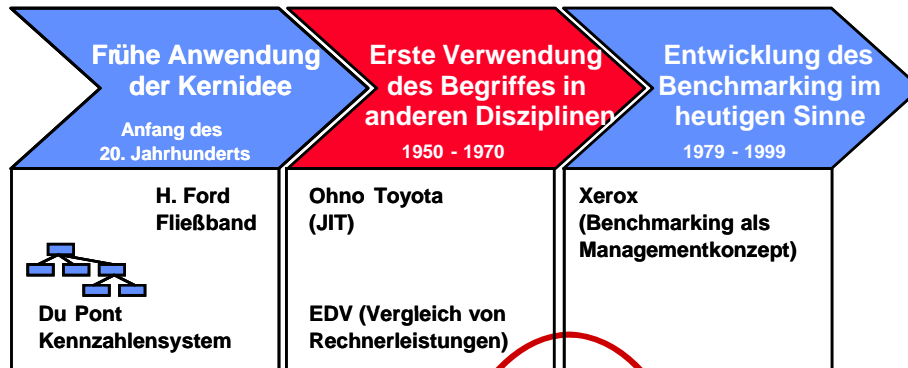 Frühe Anwendung
der Kernidee
Anfang des
20. Jahrhunderts
Erste Verwendung
des Begriffes in
anderen Disziplinen
1950 - 1970
Entwicklung des
Benchmarking im
heutigen Sinne
1979 - 1999
H. Ford
Fließband
Du Pont
Kennzahlensystem
Ohno Toyota
(JIT)
EDV (Vergleich von
Rechnerleistungen)
Xerox
(Benchmarking als
Managementkonzept)